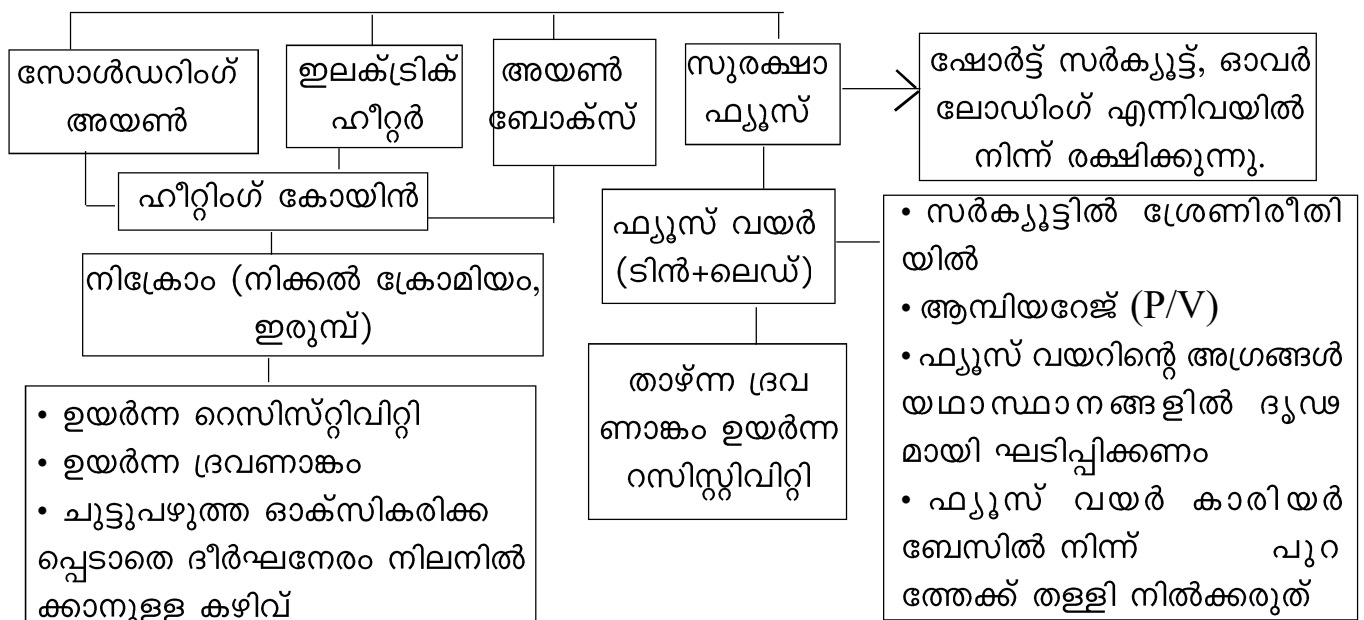 സോൾഡറിംഗ്
അയൺ
ഇലക്ട്രിക്
ഹീറ്റർ
അയൺ
ബോക്സ്
സുരക്ഷാ
ഫ്യൂസ്
ഷോർട്ട് സർക്യൂട്ട്, ഓവർ
ലോഡിംഗ് എന്നിവയിൽ
നിന്ന് രക്ഷിക്കുന്നു.
ഹീറ്റിംഗ് കോയിൻ
നിക്രോം (നിക്കൽ ക്രോമിയം,
ഇരുമ്പ്)
• ഉയർന്ന റെസിസ്റ്റിവിറ്റി
• ഉയർന്ന ദ്രവണാങ്കം
• ചുട്ടുപഴുത്ത ഓക്സികരിക്ക
പ്പെടാതെ ദീർഘനേരം നിലനിൽ
ക്കാനുള്ള കഴിവ്
ഫ്യൂസ് വയർ
(ടിൻ+ലെഡ്)
താഴ്ന്ന ദ്രവ
ണാങ്കം ഉയർന്ന
റസിസ്റ്റിവിറ്റി
• സർക്യൂട്ടിൽ ശ്രേണിരീതി
യിൽ
• ആമ്പിയറേജ് (P/V)
• ഫ്യൂസ് വയറിന്റെ അഗ്രങ്ങൾ
യഥാസ്ഥാനങ്ങളിൽ ദൃഢ
മായി ഘടിപ്പിക്കണം
• ഫ്യൂസ് വയർ കാരിയർ
ബേസിൽ നിന്ന് പുറ
ത്തേക്ക് തള്ളി നിൽക്കരുത്